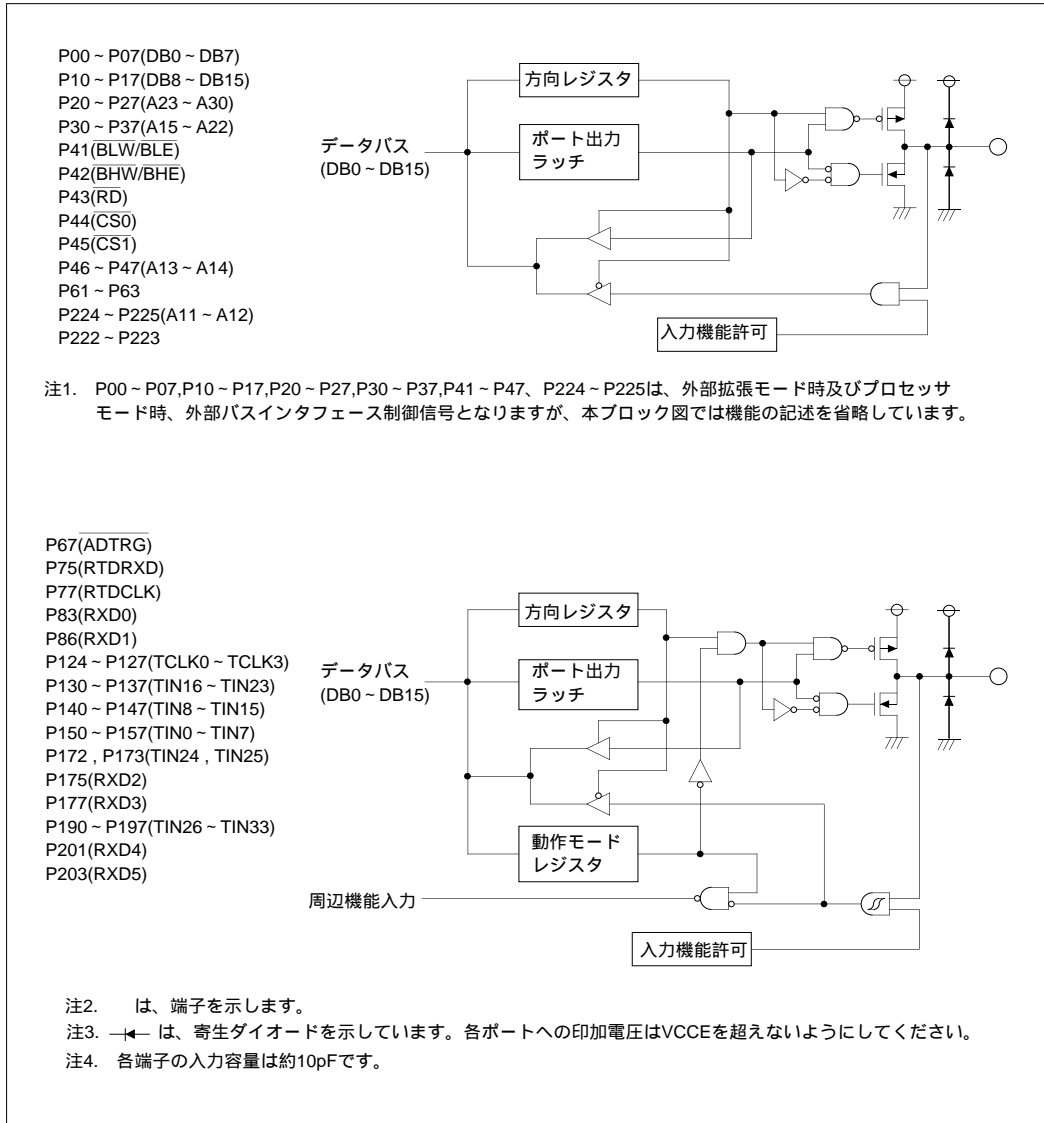 P00～P07(DB0～DB7)
P10～P17(DB8～DB15)
P20～P27(A23～A30)
P30～P37(A15～A22)
P41(BLW/BLE)
P42(BHW/BHE)
P43(RD)
P44(CS0)
P45(CS1)
P46～P47(A13～A14)
P61～P63
P224～P225(A11～A12)
P222～P223
データバス
(DB0～DB15)
方向レジスタ
ポート出力
ラッチ
入力機能許可
注1. P00～P07,P10～P17,P20～P27,P30～P37,P41～P47、P224～P225は、外部拡張モード時及びプロセッサ
モード時、外部バスインタフェース制御信号となりますが、本ブロック図では機能の記述を省略しています。
P67(ADTRG)
P75(RTDRXD)
P77(RTDCLK)
P83(RXD0)
P86(RXD1)
P124～P127(TCLK0～TCLK3)
P130～P137(TIN16～TIN23)
P140～P147(TIN8～TIN15)
P150～P157(TIN0～TIN7)
P172 , P173(TIN24 , TIN25)
P175(RXD2)
P177(RXD3)
P190～P197(TIN26～TIN33)
P201(RXD4)
P203(RXD5)
データバス
(DB0～DB15)
方向レジスタ
ポート出力
ラッチ
動作モード
レジスタ
周辺機能入力
入力機能許可
注2. は、端子を示します。
注3. は、寄生ダイオードを示しています。各ポートへの印加電圧はVCCEを超えないようにしてください。
注4. 各端子の入力容量は約10pFです。